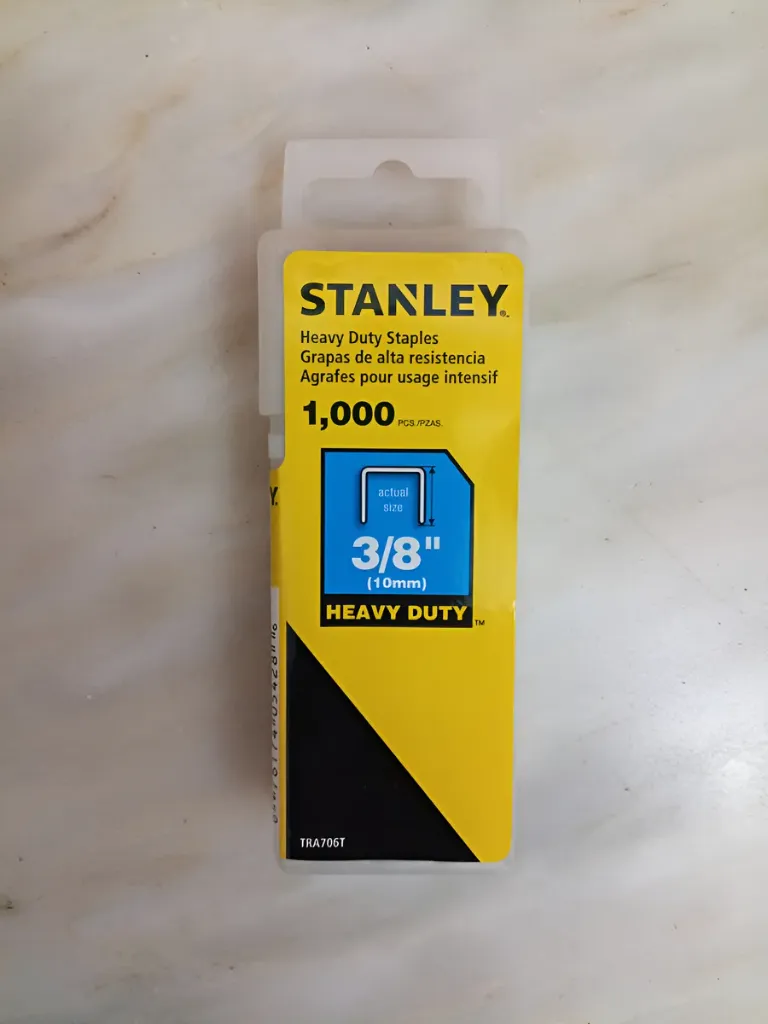 STANLEY®
Heavy Duty Staples
Grapas de alta resistencia
Agrafes pour usage intensif
1,000 PCS./PZAS.
actual
size
3/8"
(10mm)
HEAVY DUTY™
TRA706T
Y.